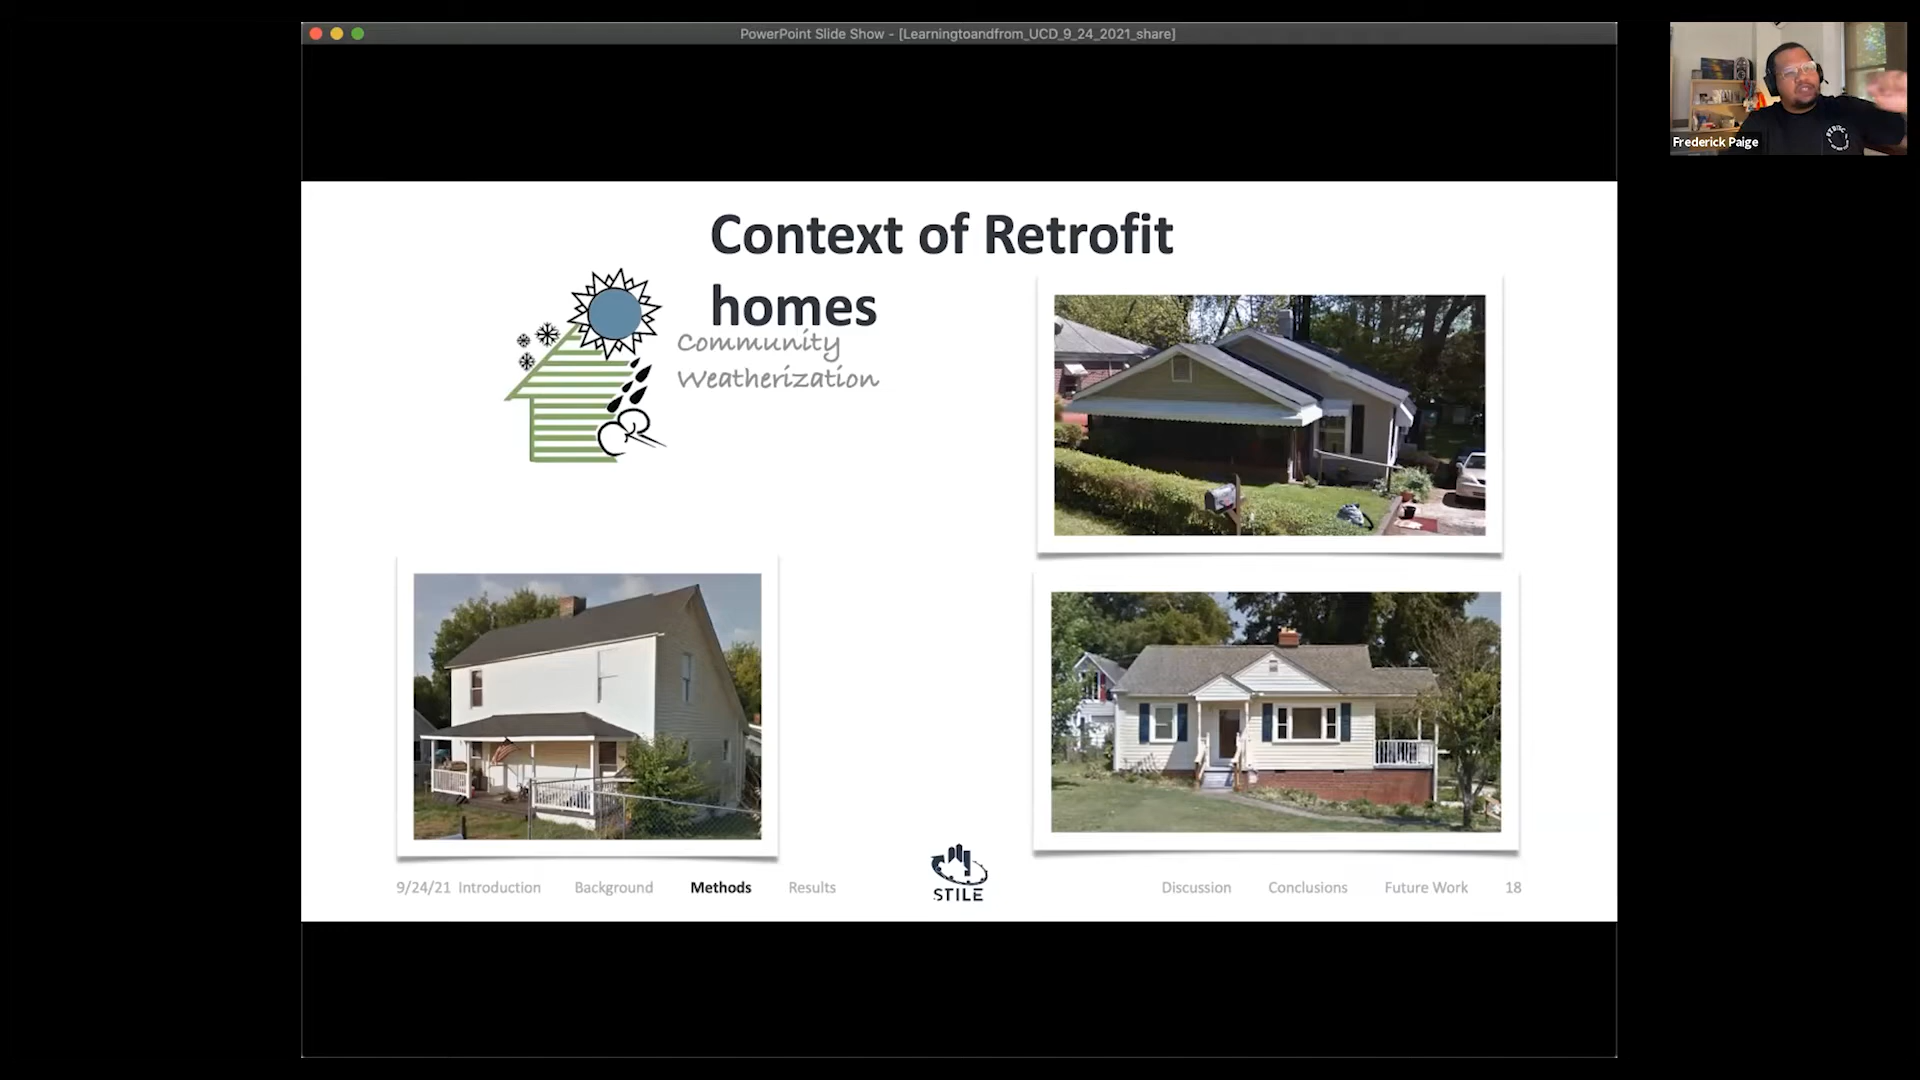 PowerPoint Slide Show - [Learningtoandfrom_UCD_9_24_2021_share]
Frederick Paige
Context of Retrofit
homes
Community
Weatherization
9/24/21 Introduction Background Methods Results
STILE
Discussion Conclusions Future Work 18